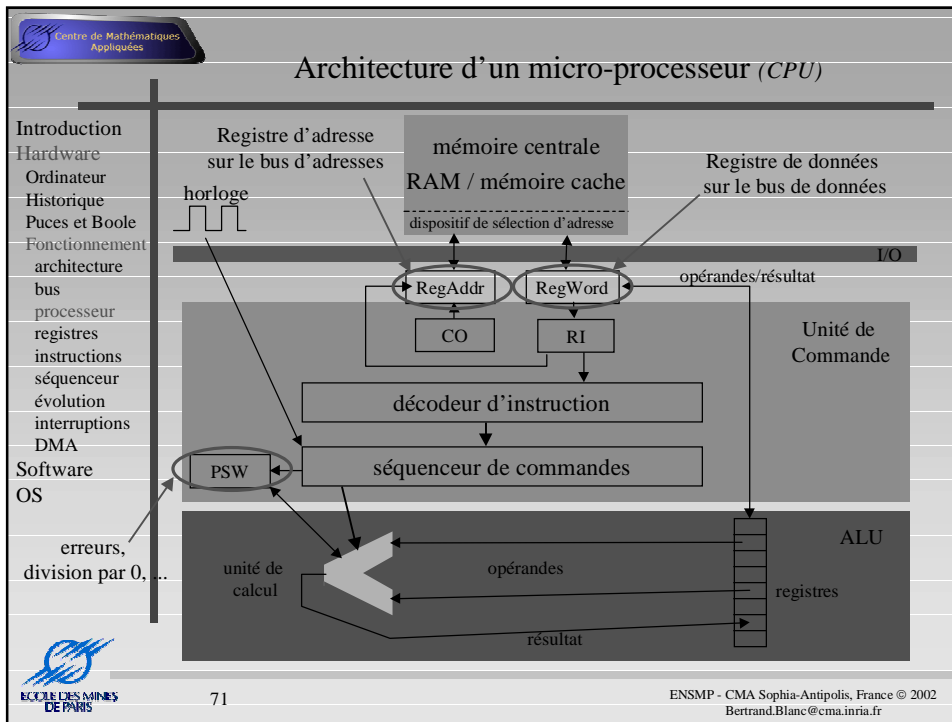 Centre de Mathématiques
Appliquées
Architecture d'un micro-processeur (CPU)
Introduction
Hardware
Ordinateur
Historique
Puces et Boole
Fonctionnement
architecture
bus
processeur
registres
instructions
séquenceur
évolution
interruptions
DMA
Software
OS
Registre d'adresse
sur le bus d'adresses
horloge
mémoire centrale
RAM / mémoire cache
dispositif de sélection d'adresse
Registre de données
sur le bus de données
I/O
RegAddr
RegWord
opérandes/résultat
CO
RI
Unité de
Commande
décodeur d'instruction
séquenceur de commandes
PSW
erreurs,
division par 0, ...
ALU
unité de
calcul
opérandes
registres
résultat
ECOLE DES MINES
DE PARIS
71
ENSMP - CMA Sophia-Antipolis, France © 2002
Bertrand.Blanc@cma.inria.fr